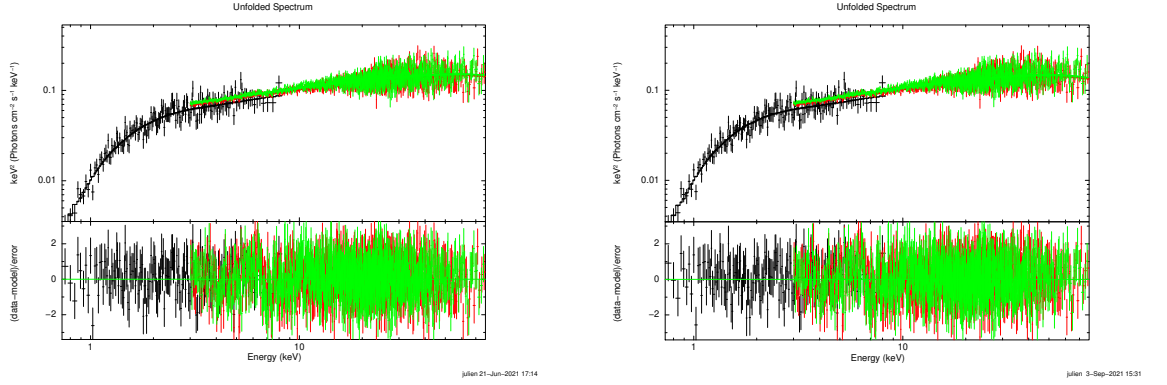 Unfolded Spectrum
keV² (Photons cm⁻² s⁻¹ keV⁻¹)
0.1
0.01
(data−model)/error
2
0
−2
1
10
Energy (keV)
julien 21−Jun−2021 17:14
Unfolded Spectrum
keV² (Photons cm⁻² s⁻¹ keV⁻¹)
0.1
0.01
(data−model)/error
2
0
−2
1
10
Energy (keV)
julien 3−Sep−2021 15:31